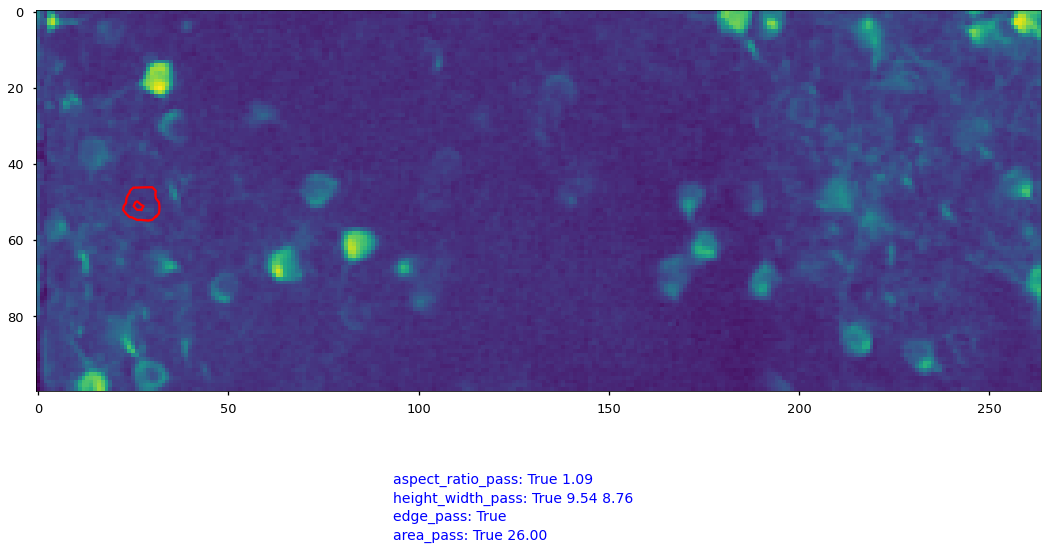 0
20
40
60
80
0 50 100 150 200 250
aspect_ratio_pass: True 1.09
height_width_pass: True 9.54 8.76
edge_pass: True
area_pass: True 26.00